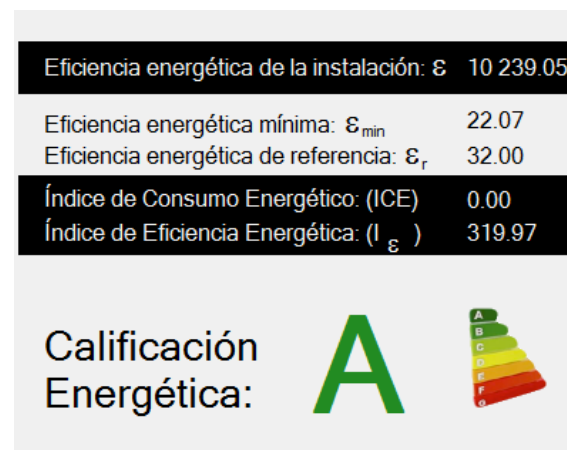 Eficiencia energética de la instalación: ε 10 239.05
Eficiencia energética mínima: εmin 22.07
Eficiencia energética de referencia: εr 32.00
Índice de Consumo Energético: (ICE) 0.00
Índice de Eficiencia Energética: (I ε ) 319.97
Calificación
Energética:
A
A
B
C
D
E
F
G